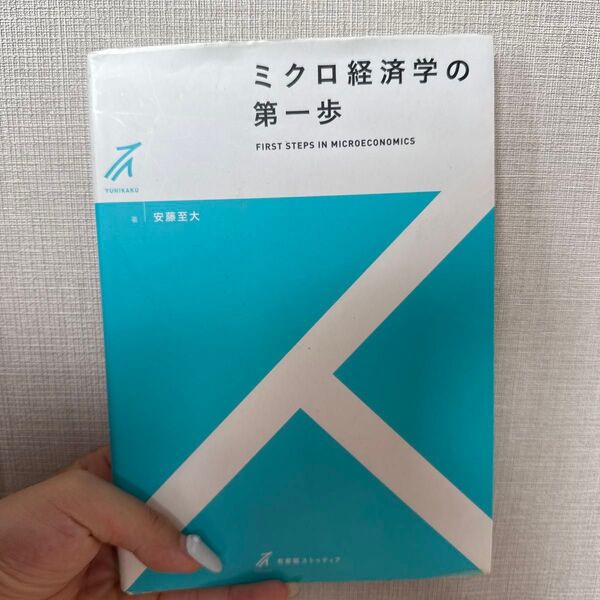 ミクロ経済学の
第一歩
FIRST STEPS IN MICROECONOMICS
YUHIKAKU
著 安藤至大
有斐閣ストゥディア